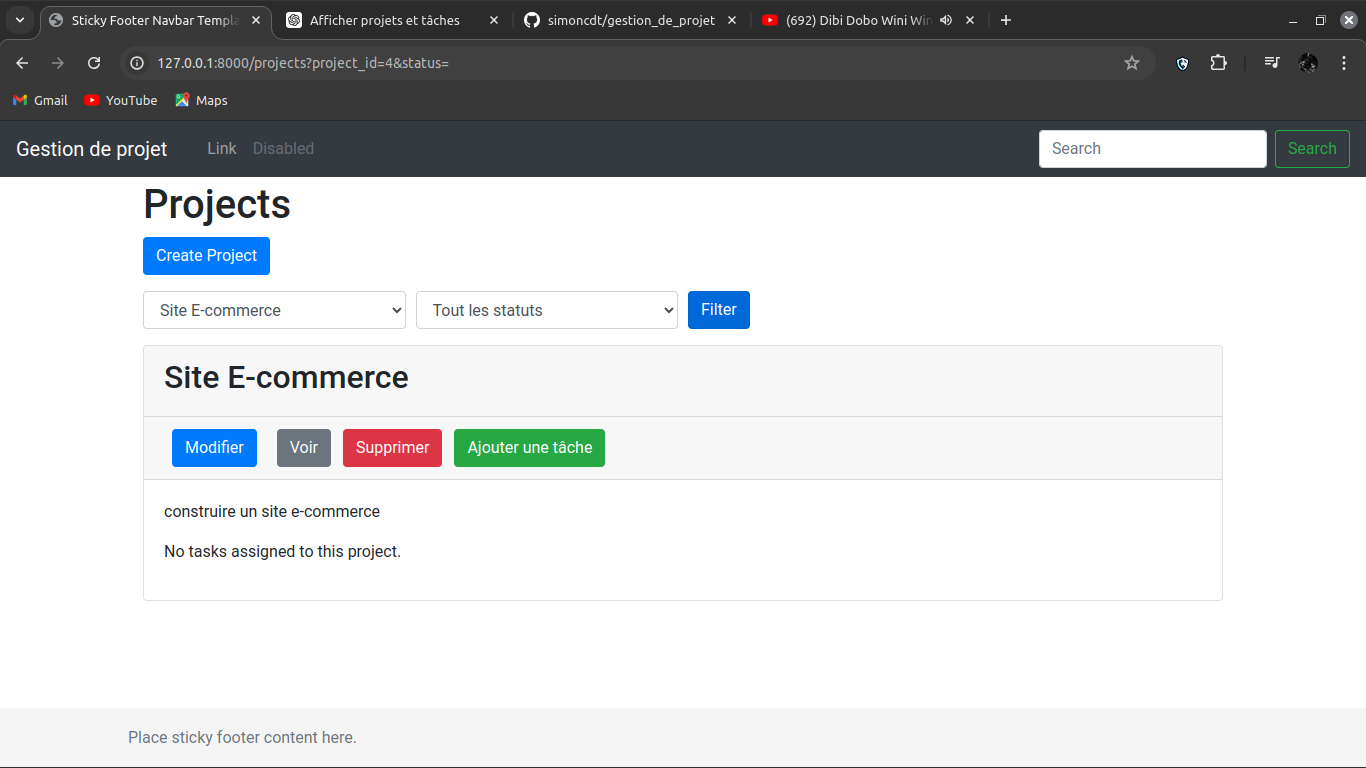 Sticky Footer Navbar Templa
Afficher projets et tâches
simoncdt/gestion_de_projet
(692) Dibi Dobo Wini Win
127.0.0.1:8000/projects?project_id=4&status=
Gmail
YouTube
Maps
Gestion de projet
Link
Disabled
Search
Search
Projects
Create Project
Site E-commerce
Tout les statuts
Filter
Site E-commerce
Modifier
Voir
Supprimer
Ajouter une tâche
construire un site e-commerce
No tasks assigned to this project.
Place sticky footer content here.